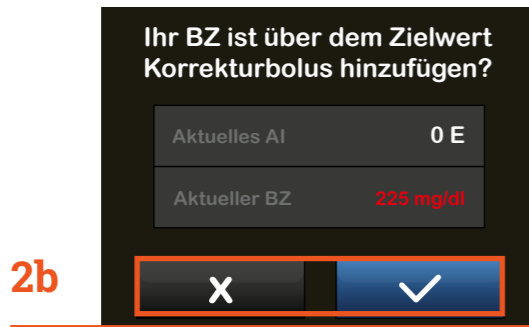 Ihr BZ ist über dem Zielwert
Korrekturbolus hinzufügen?
Aktuelles AI 0 E
Aktueller BZ 225 mg/dl
2b X